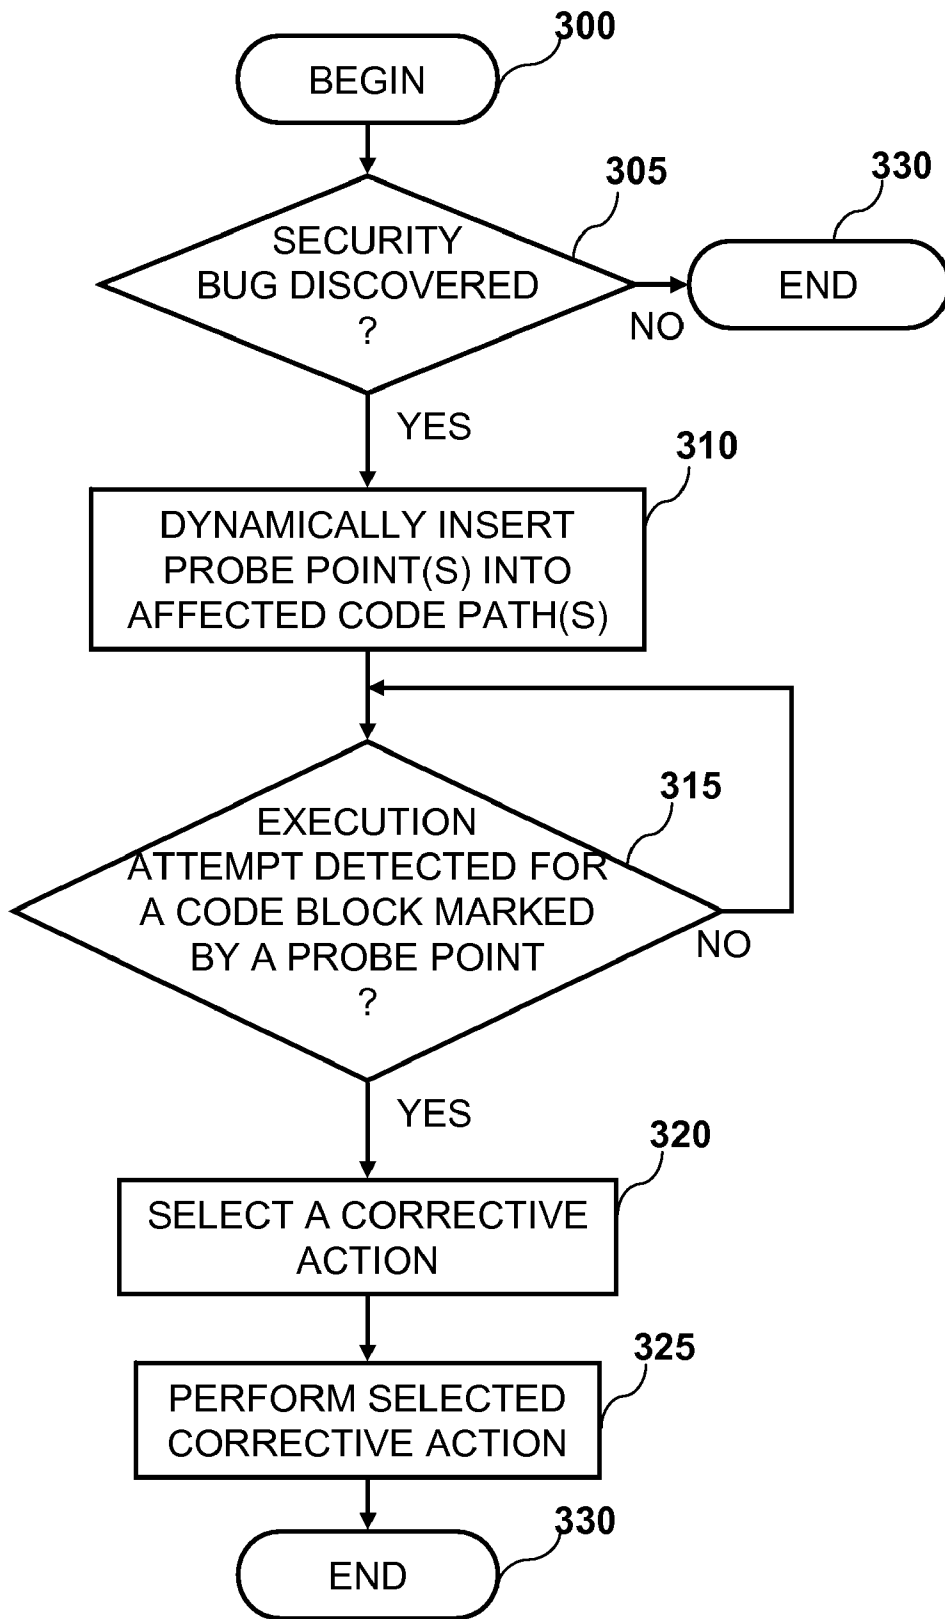 300
BEGIN
305
SECURITY
BUG DISCOVERED
?
330
END
NO
YES
310
DYNAMICALLY INSERT
PROBE POINT(S) INTO
AFFECTED CODE PATH(S)
315
EXECUTION
ATTEMPT DETECTED FOR
A CODE BLOCK MARKED
BY A PROBE POINT
?
NO
YES
320
SELECT A CORRECTIVE
ACTION
325
PERFORM SELECTED
CORRECTIVE ACTION
330
END